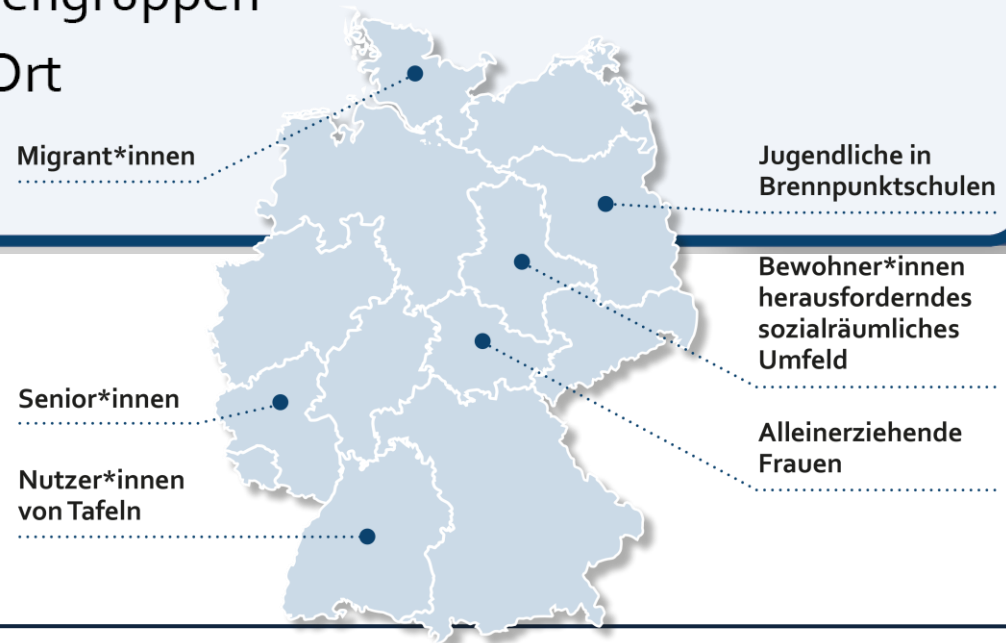 Ort
Migrant*innen
Jugendliche in
Brennpunktschulen
Bewohner*innen
herausforderndes
sozialräumliches
Umfeld
Senior*innen
Alleinerziehende
Frauen
Nutzer*innen
von Tafeln